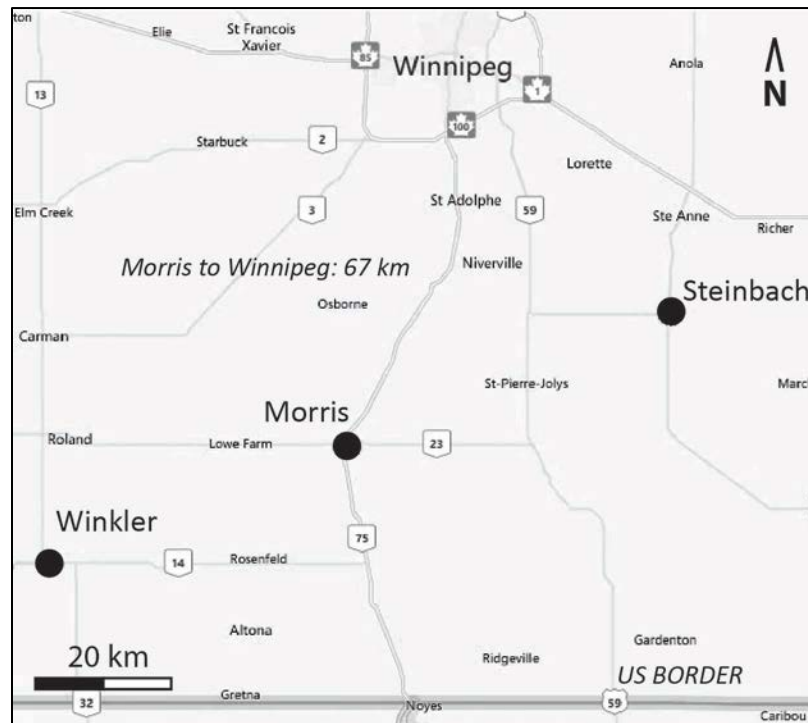 ton
Elie
St Francois
Xavier
85
Winnipeg
1
Anola
N
13
100
Starbuck
2
Lorette
Elm Creek
3
St Adolphe
59
Ste Anne
Richer
Morris to Winnipeg: 67 km
Niverville
Osborne
Steinbach
Carman
St-Pierre-Jolys
Marc
Morris
Roland
Lowe Farm
23
Winkler
75
14
Rosenfeld
Altona
Gardenton
20 km
Ridgeville
US BORDER
32
Gretna
Noyes
59
Caribou